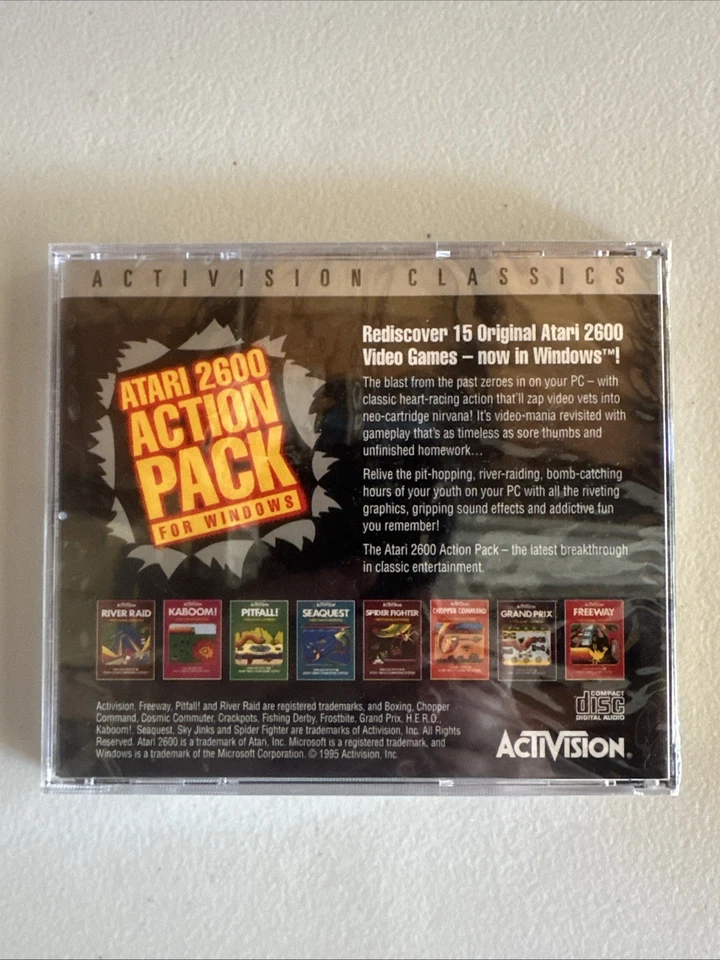 ACTIVISION CLASSICS
ATARI 2600
ACTION
PACK
FOR WINDOWS
Rediscover 15 Original Atari 2600
Video Games – now in Windows™!
The blast from the past zeroes in on your PC – with
classic heart-racing action that'll zap video vets into
neo-cartridge nirvana! It's video-mania revisited with
gameplay that's as timeless as sore thumbs and
unfinished homework...
Relive the pit-hopping, river-raiding, bomb-catching
hours of your youth on your PC with all the riveting
graphics, gripping sound effects and addictive fun
you remember!
The Atari 2600 Action Pack – the latest breakthrough
in classic entertainment.
RIVER RAID
KABOOM!
PITFALL!
SEAQUEST
SPIDER FIGHTER
CHOPPER COMMAND
GRAND PRIX
FREEWAY
Activision, Freeway, Pitfall! and River Raid are registered trademarks, and Boxing, Chopper
Command, Cosmic Commuter, Crackpots, Fishing Derby, Frostbite, Grand Prix, H.E.R.O.,
Kaboom!, Seaquest, Sky Jinks and Spider Fighter are trademarks of Activision, Inc. All Rights
Reserved. Atari 2600 is a trademark of Atari, Inc. Microsoft is a registered trademark, and
Windows is a trademark of the Microsoft Corporation. © 1995 Activision, Inc.
COMPACT
disc
DIGITAL AUDIO
ACTIVISION®